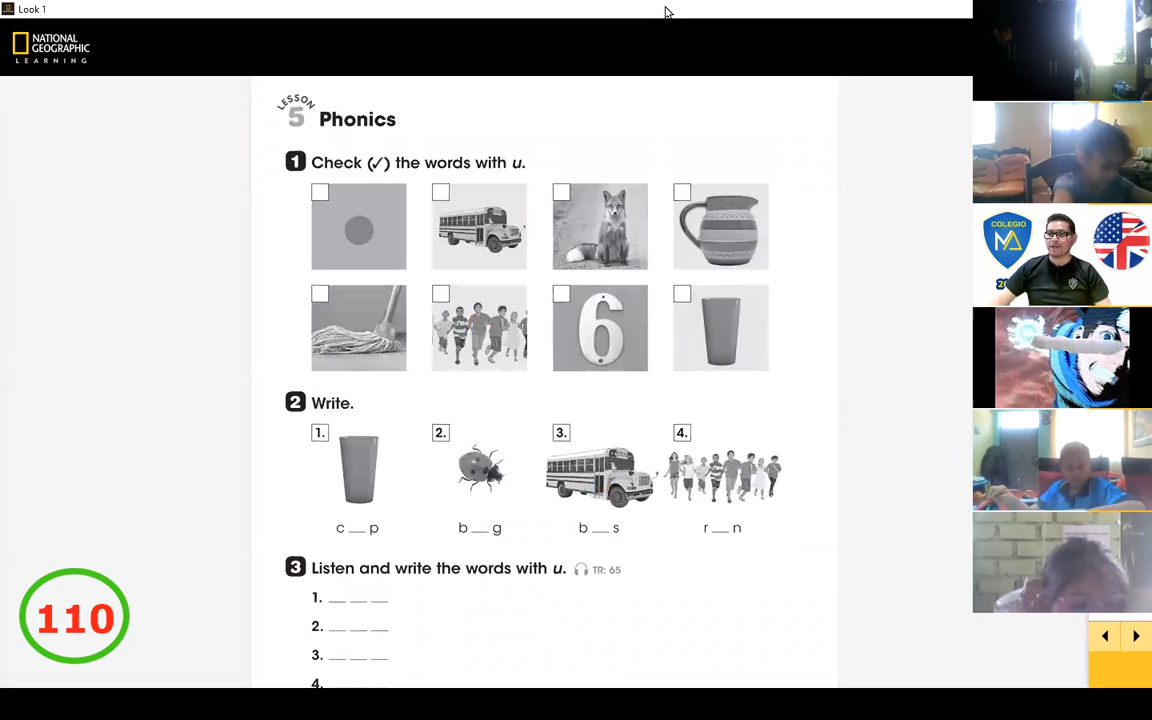 Look 1
NATIONAL
GEOGRAPHIC
LEARNING
LESSON
5 Phonics
1 Check (✓) the words with u.
6
2 Write.
1. 2. 3. 4.
c __ p b __ g b __ s r __ n
3 Listen and write the words with u. TR: 65
1. __ __ __
2. __ __ __
3. __ __ __
4.
110
COLEGIO
MA